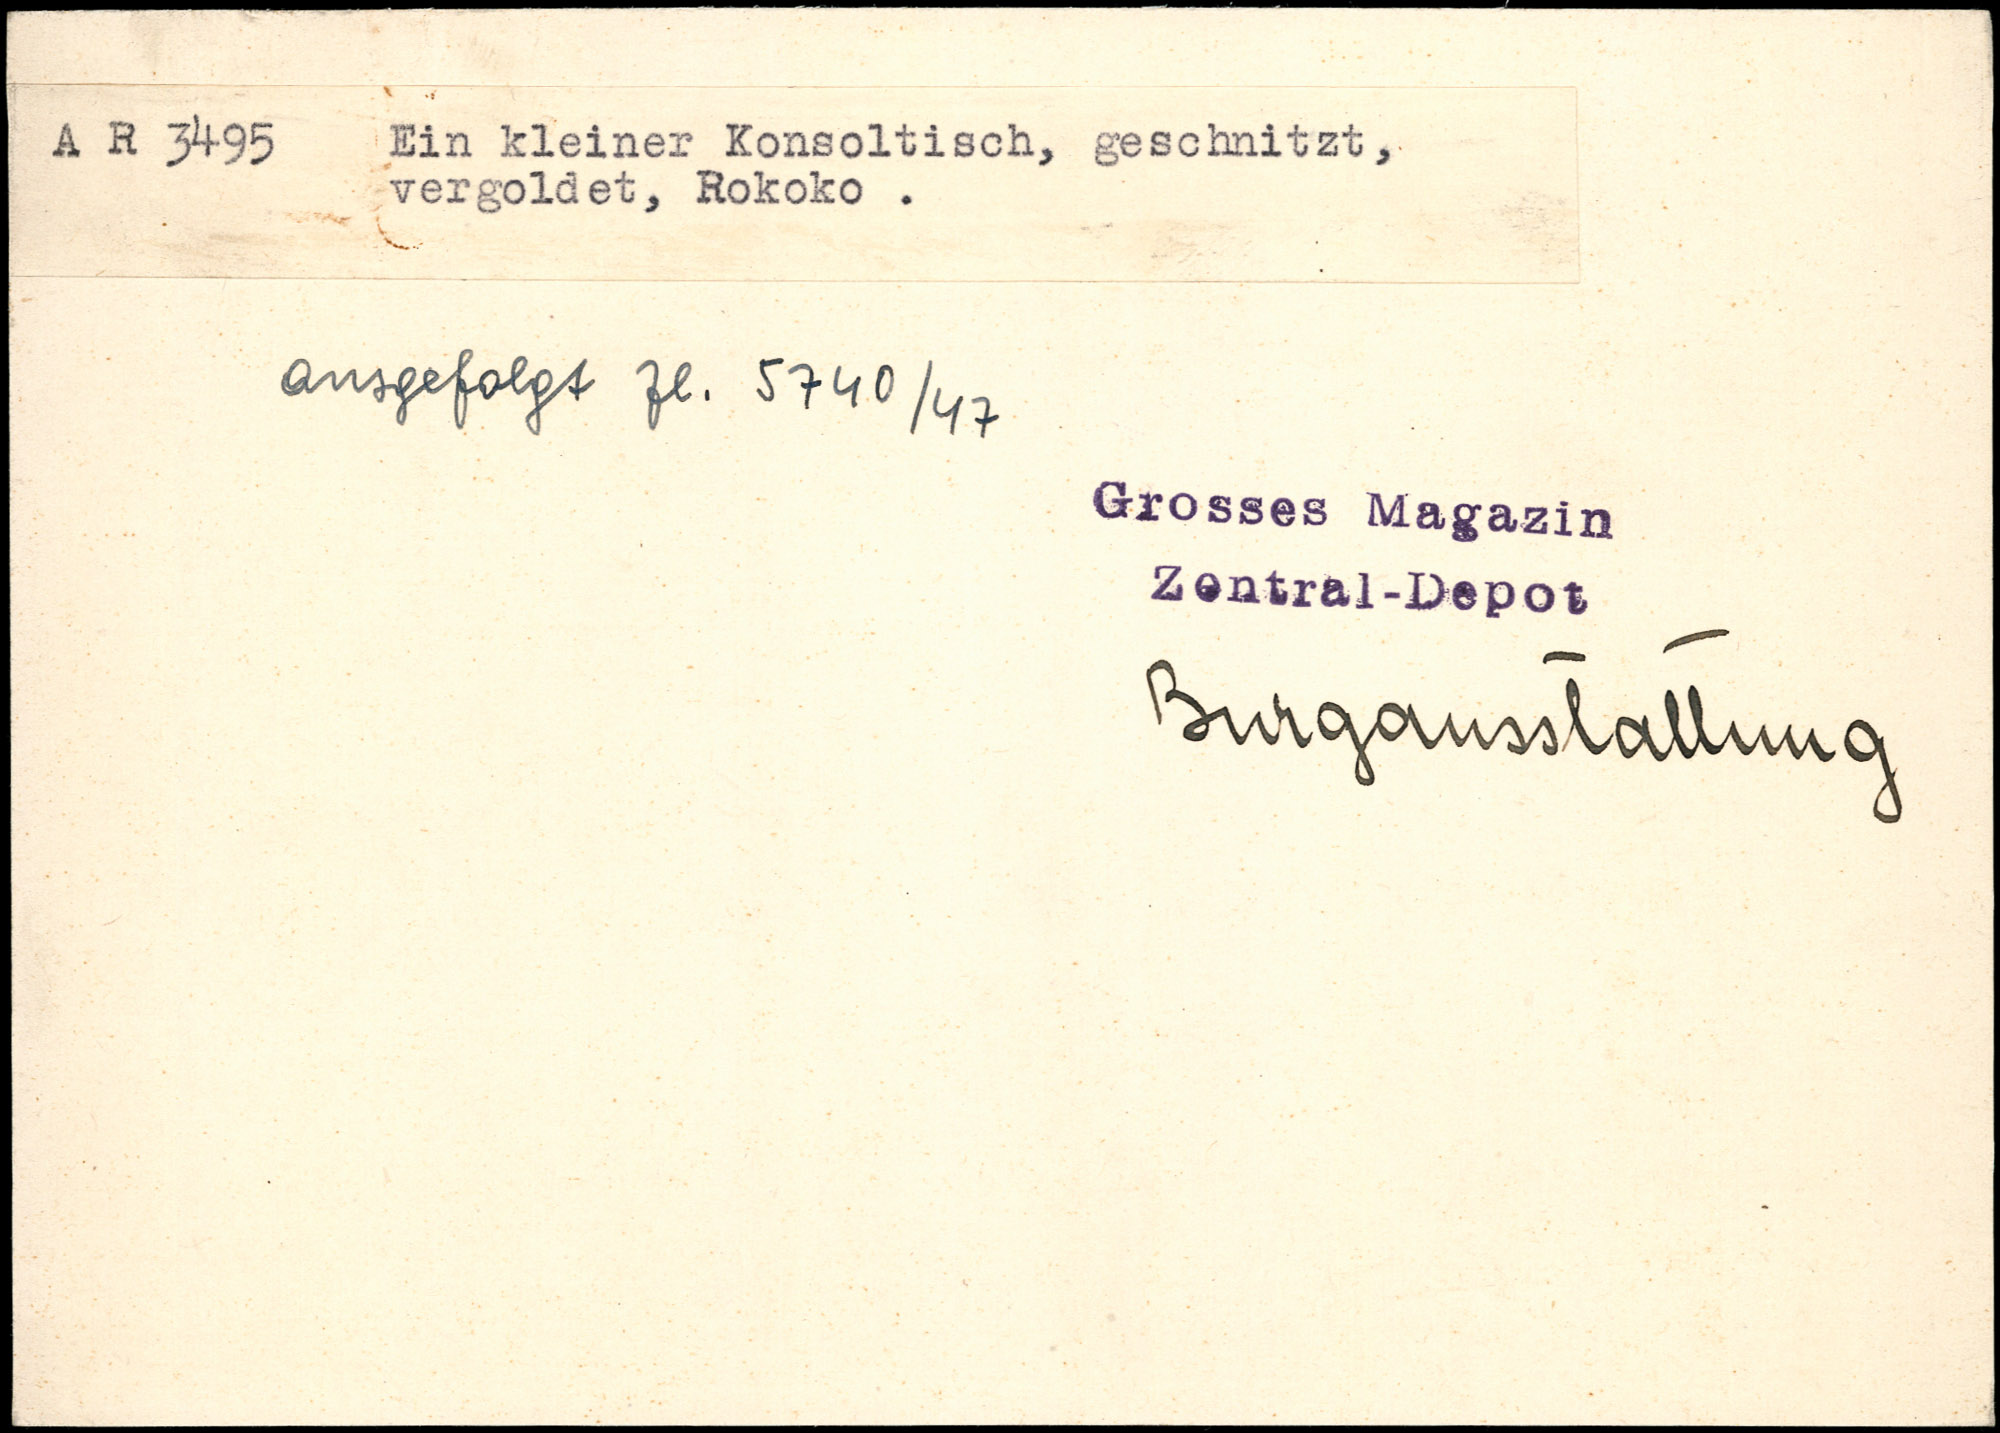 A R 3495 Ein kleiner Konsoltisch, geschnitzt,
vergoldet, Rokoko .
ausgefolgt Zl. 5740/47
Grosses Magazin
Zentral-Depot
Burgausstattung